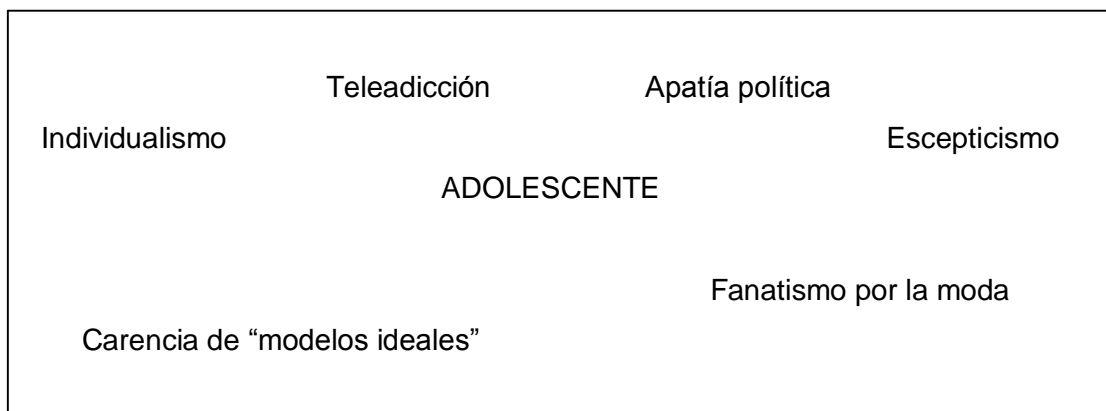 Teleadicción Apatía política
Individualismo Escepticismo
ADOLESCENTE
Fanatismo por la moda
Carencia de “modelos ideales”